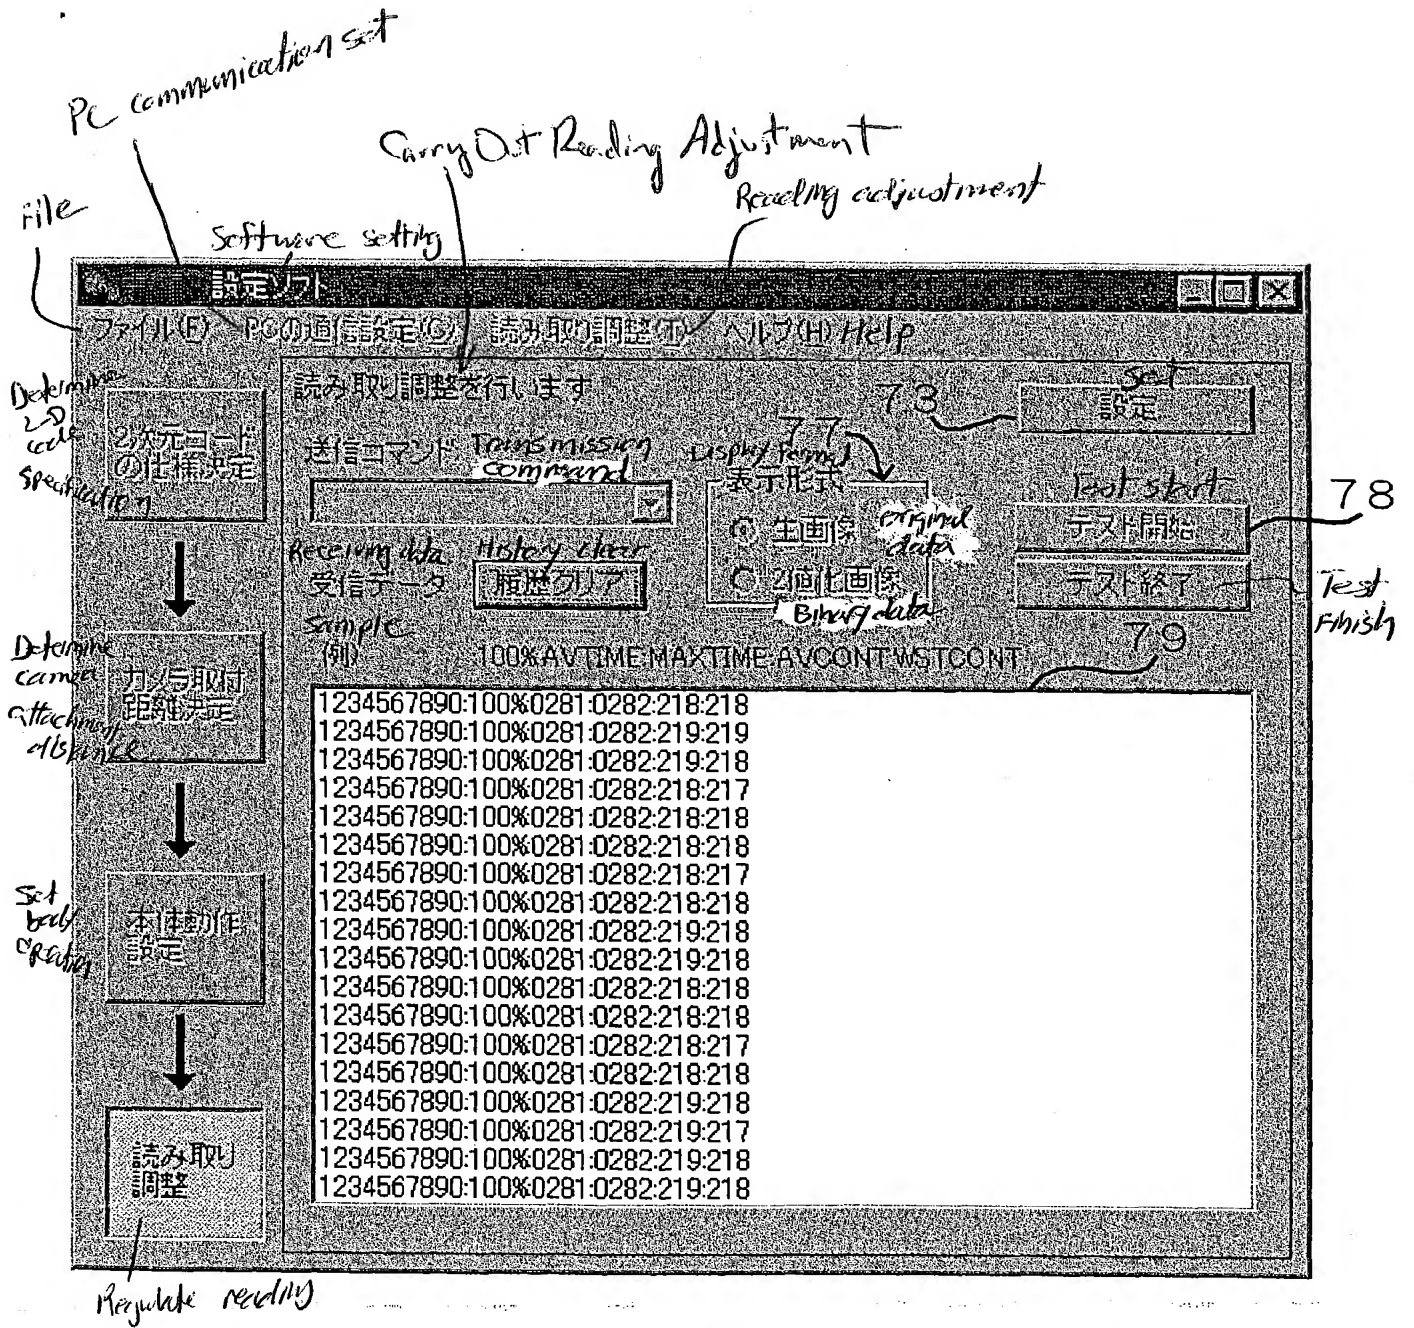 PC communication set
Carry Out Reading Adjustment
Reading adjustment
File
Software setting
設定ソフト
ファイル(F) PCの通信設定(C) 読み取り調整(T) ヘルプ(H) Help
読み取り調整を行います
73
Set
設定
Determine
2-D
code
Specification
2次元コード
の仕様決定
送信コマンド
Transmission
command
77
Display format
表示形式
生画像
original
data
2値化画像
Binary data
Test start
テスト開始
78
テスト終了
Test
Finish
Receiving data
受信データ
History clear
履歴クリア
Sample
(例)
100%:AVTIME:MAXTIME:AVCONT:WSTCONT
79
Determine
camera
attachment
distance
カメラ取付
距離決定
1234567890:100%:0281:0282:218:218
1234567890:100%:0281:0282:219:219
1234567890:100%:0281:0282:219:218
1234567890:100%:0281:0282:218:217
1234567890:100%:0281:0282:218:218
1234567890:100%:0281:0282:218:218
1234567890:100%:0281:0282:218:217
1234567890:100%:0281:0282:218:218
1234567890:100%:0281:0282:219:218
1234567890:100%:0281:0282:219:218
1234567890:100%:0281:0282:218:218
1234567890:100%:0281:0282:218:218
1234567890:100%:0281:0282:218:217
1234567890:100%:0281:0282:218:218
1234567890:100%:0281:0282:219:218
1234567890:100%:0281:0282:219:217
1234567890:100%:0281:0282:219:218
1234567890:100%:0281:0282:219:218
Set
body
operation
本体動作
設定
読み取り
調整
Regulate reading